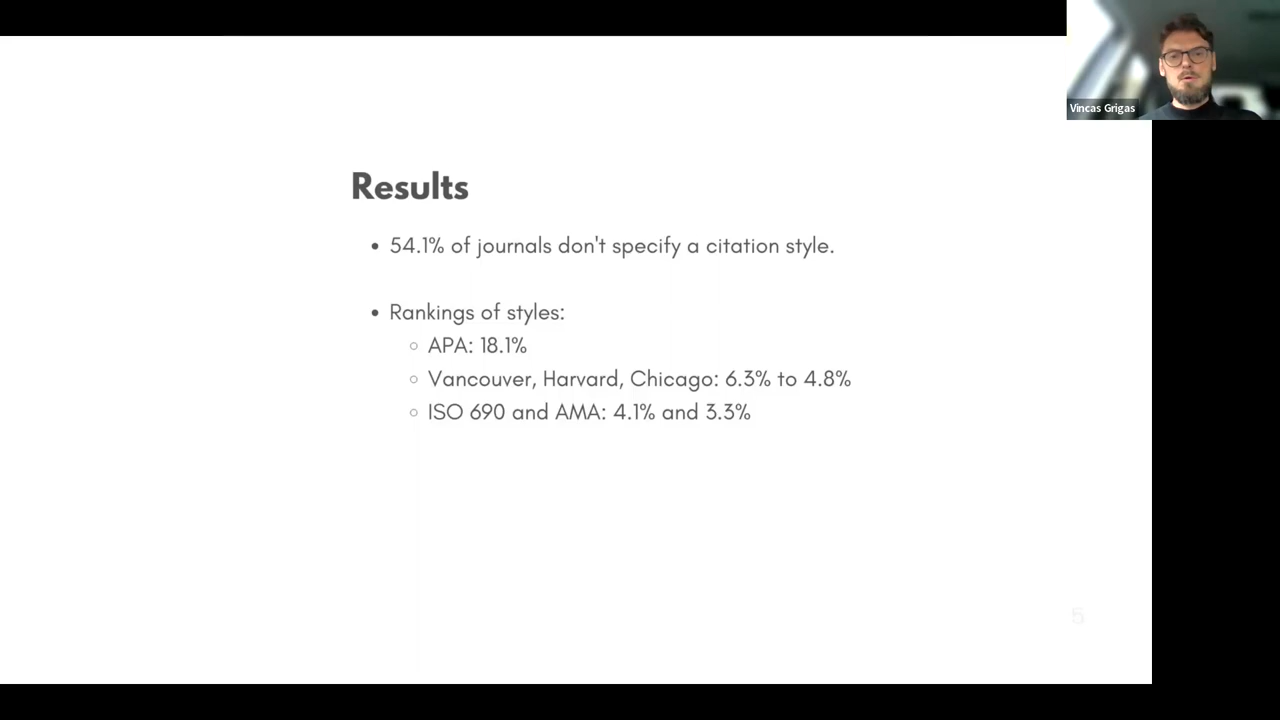 Vincas Grigas
Results
• 54.1% of journals don't specify a citation style.
• Rankings of styles:
○ APA: 18.1%
○ Vancouver, Harvard, Chicago: 6.3% to 4.8%
○ ISO 690 and AMA: 4.1% and 3.3%
5